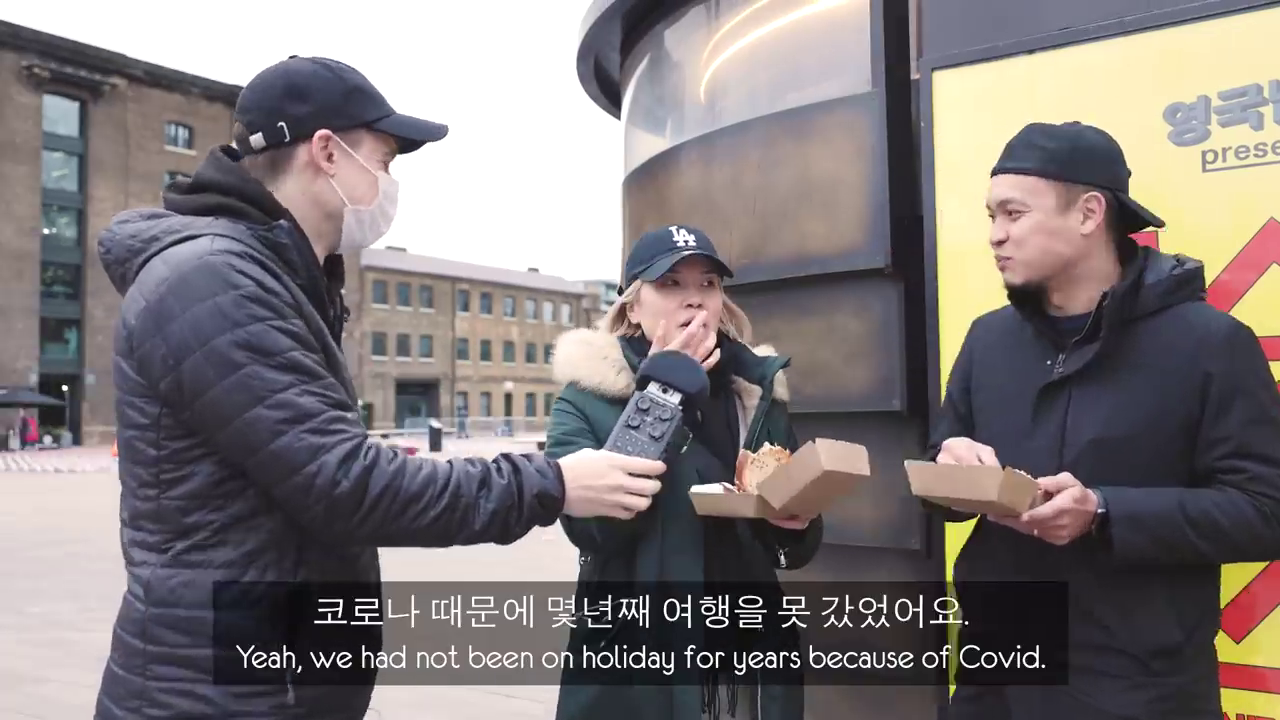 LA
영국
prese
코로나 때문에 몇년째 여행을 못 갔었어요.
Yeah, we had not been on holiday for years because of Covid.